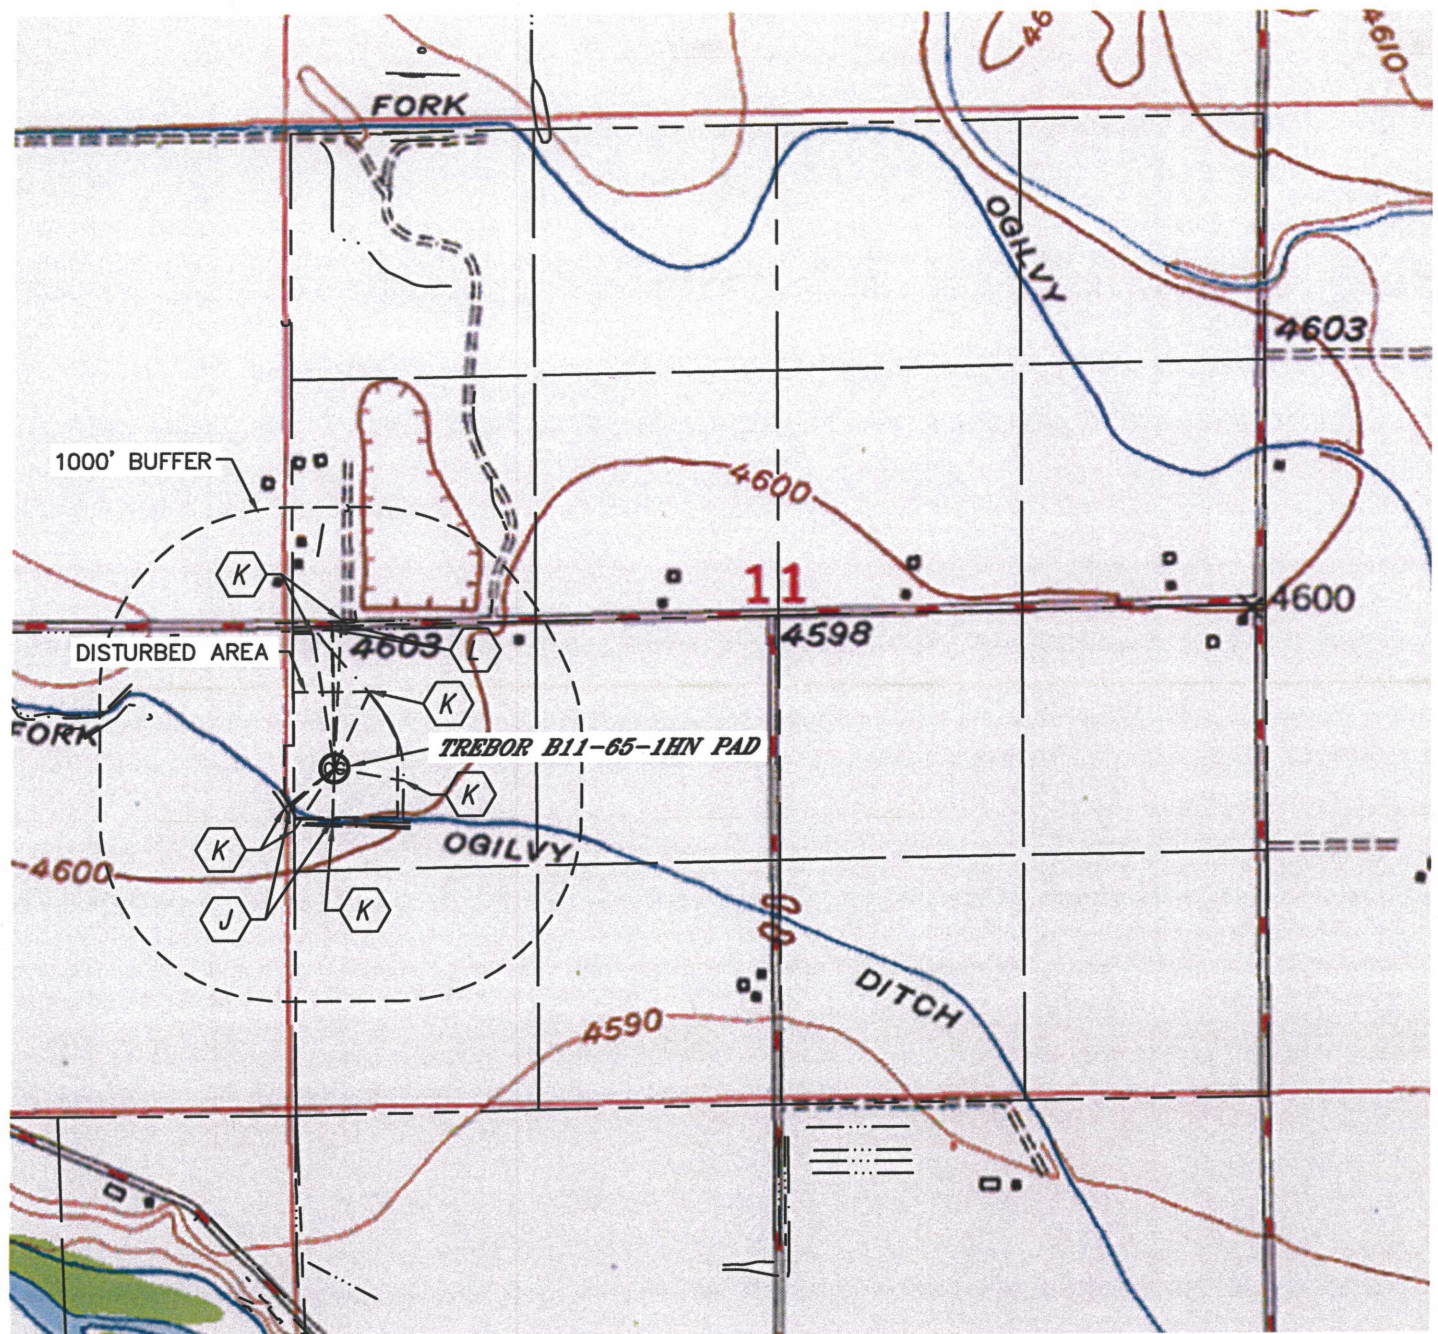 46
4610
FORK
OGILVY
4603
1000' BUFFER
4600
K
11
4600
4603
4598
L
DISTURBED AREA
K
FORK
TREBOR B11-65-1HN PAD
K
K
OGILVY
4600
J
K
DITCH
4590